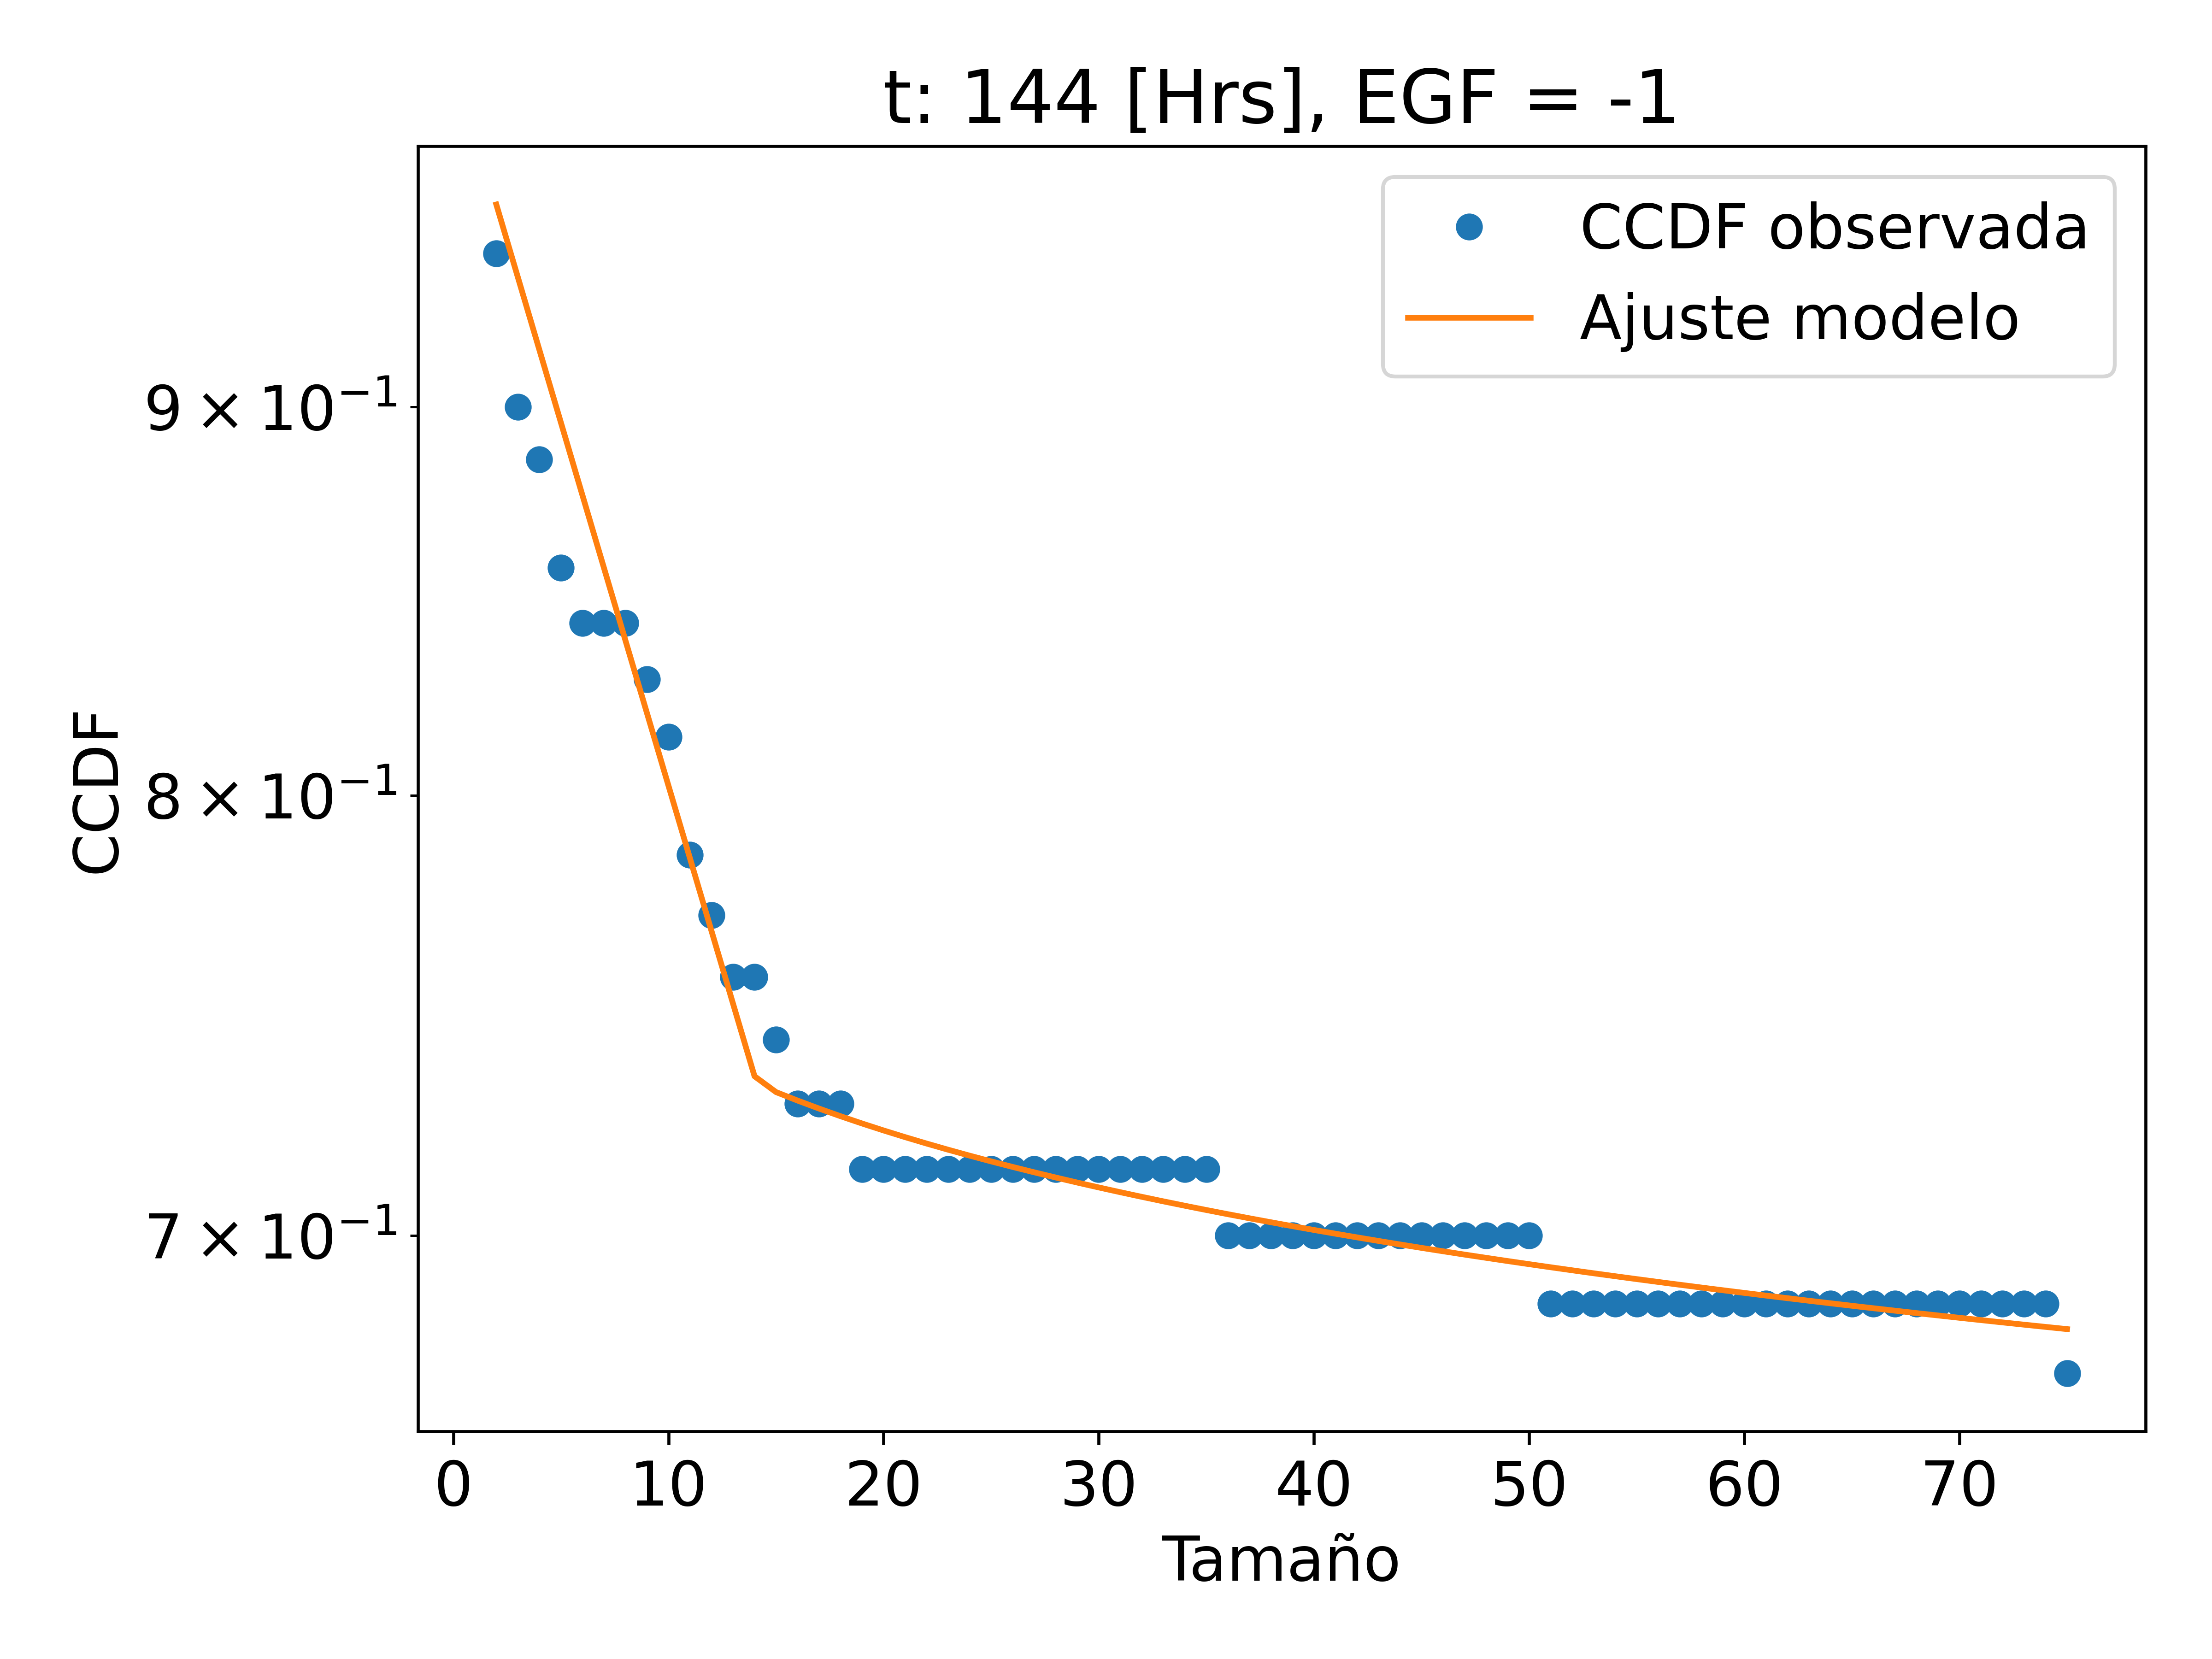 t: 144 [Hrs], EGF = -1
CCDF observada
Ajuste modelo
9 × 10⁻¹
8 × 10⁻¹
7 × 10⁻¹
CCDF
0 10 20 30 40 50 60 70
Tamaño